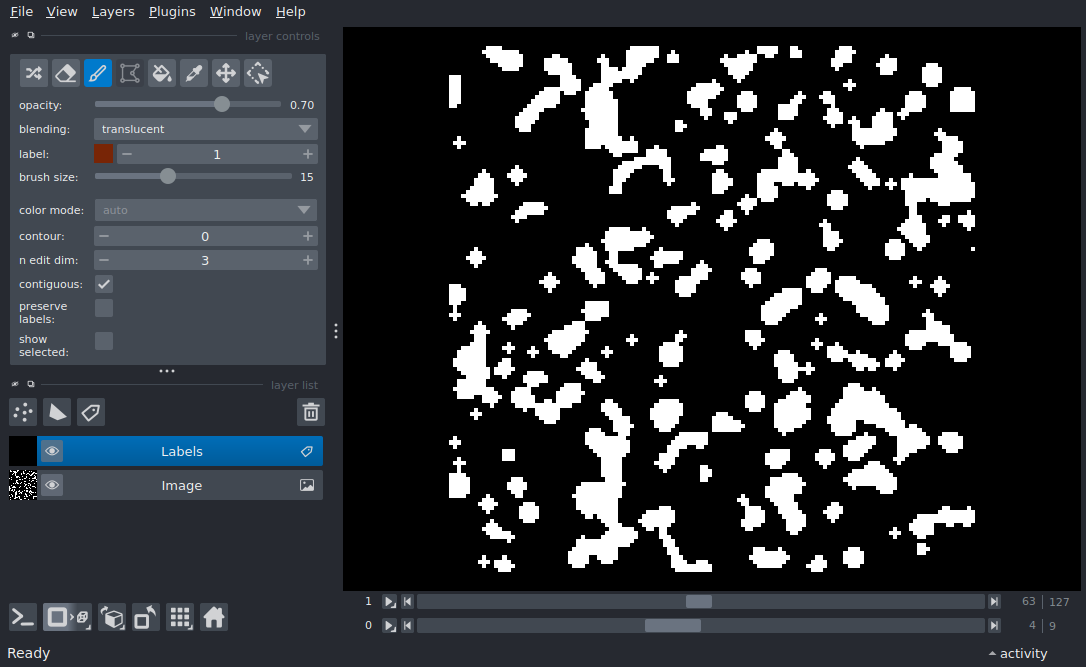 File View Layers Plugins Window Help
layer controls
opacity: 0.70
blending: translucent
label: 1
brush size: 15
color mode: auto
contour: 0
n edit dim: 3
contiguous:
preserve
labels:
show
selected:
layer list
Labels
Image
1 63 127
0 4 9
Ready activity